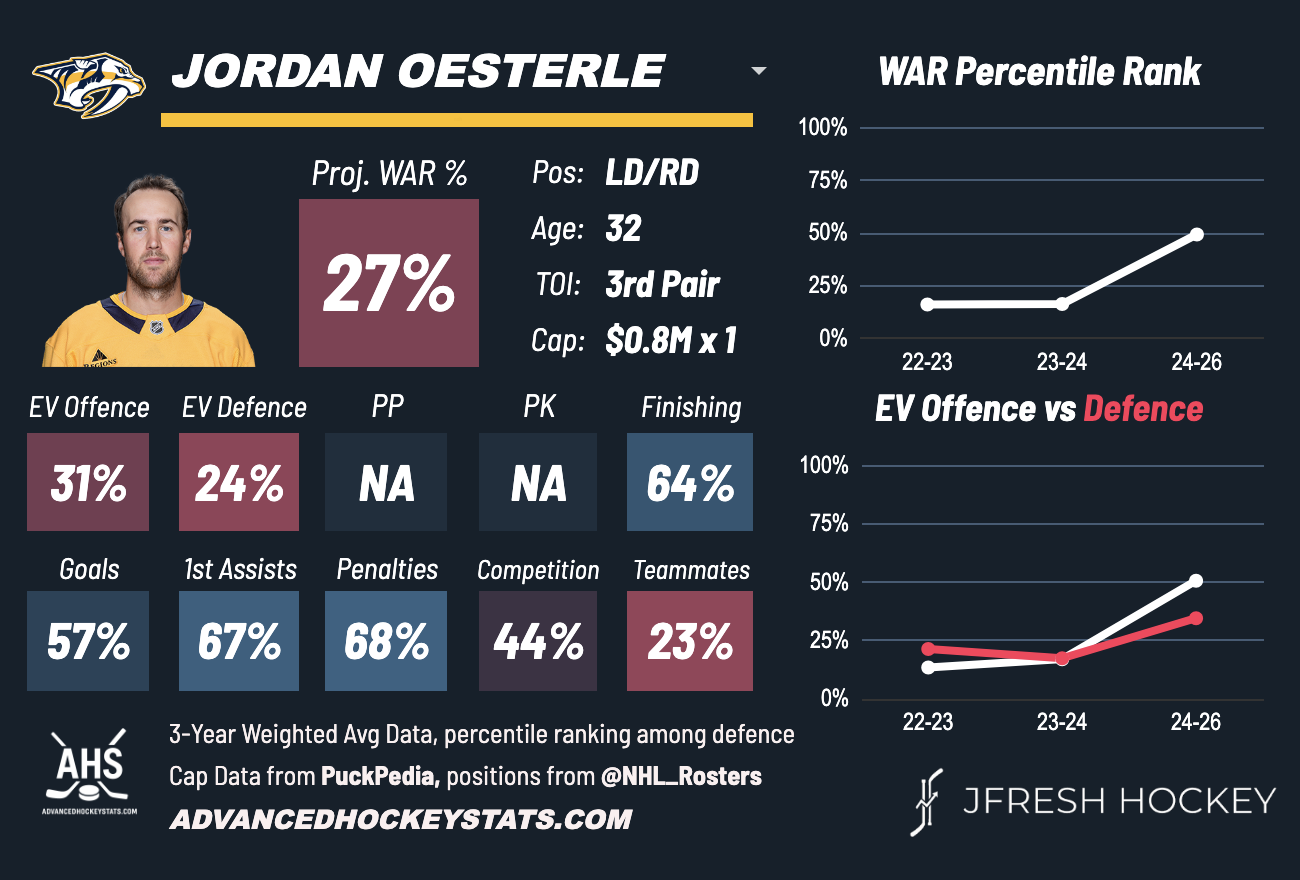 JORDAN OESTERLE
WAR Percentile Rank
Proj. WAR %
27%
Pos: LD/RD
Age: 32
TOI: 3rd Pair
Cap: $0.8M x 1
REGIONS
100%
75%
50%
25%
0%
22-23 23-24 24-26
EV Offence EV Defence PP PK Finishing
31% 24% NA NA 64%
Goals 1st Assists Penalties Competition Teammates
57% 67% 68% 44% 23%
EV Offence vs Defence
100%
75%
50%
25%
0%
22-23 23-24 24-26
AHS
ADVANCEDHOCKEYSTATS.COM
3-Year Weighted Avg Data, percentile ranking among defence
Cap Data from PuckPedia, positions from @NHL_Rosters
ADVANCEDHOCKEYSTATS.COM
JFRESH HOCKEY